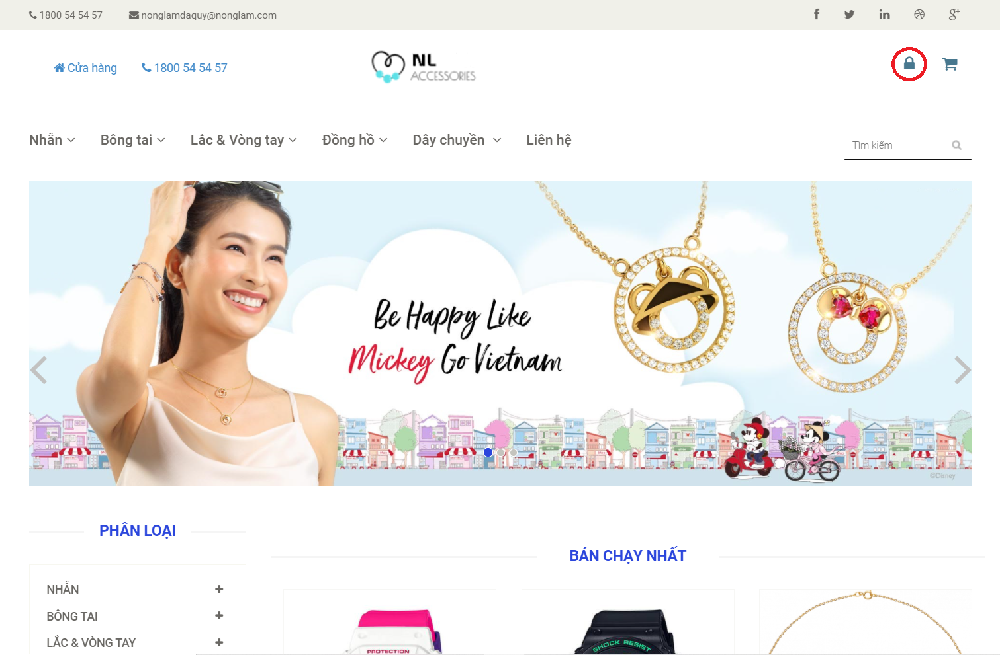 1800 54 54 57 nonglamdaquy@nonglam.com
Cửa hàng 1800 54 54 57
NL
ACCESSORIES
Nhẫn Bông tai Lắc & Vòng tay Đồng hồ Dây chuyền Liên hệ
Tìm kiếm
Be Happy Like
Mickey Go Vietnam
©Disney
PHÂN LOẠI
BÁN CHẠY NHẤT
NHẪN
BÔNG TAI
LẮC & VÒNG TAY
PROTECTION
SHOCK RESIST